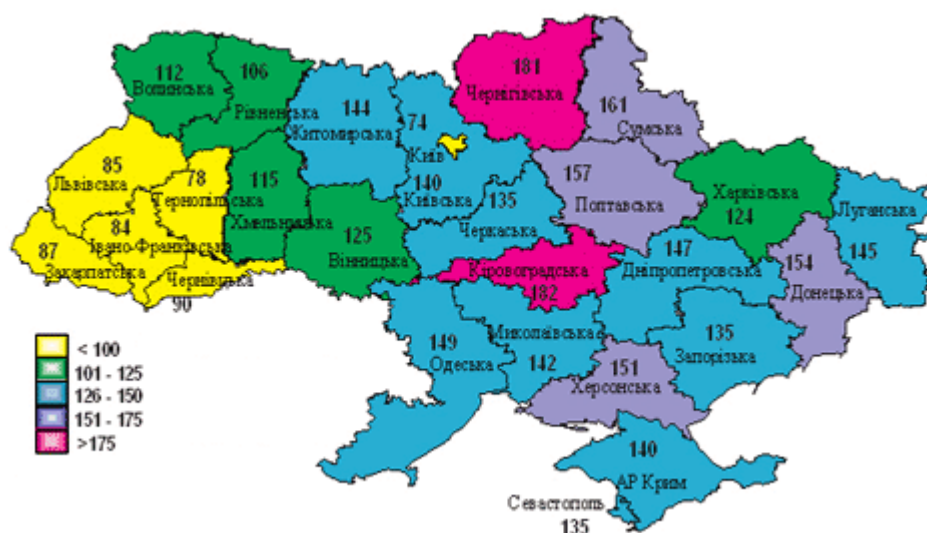 112
Волинська
106
Рівненська
144
Житомирська
74
Київ
140
Київська
181
Чернігівська
161
Сумська
85
Львівська
78
Тернопільська
115
Хмельницька
84
Івано-Франківська
87
Закарпатська
Чернівецька
90
125
Вінницька
135
Черкаська
157
Полтавська
Харківська
124
Луганська
145
Кіровоградська
182
147
Дніпропетровська
154
Донецька
149
Одеська
Миколаївська
142
151
Херсонська
135
Запорізька
140
АР Крим
Севастополь
135
< 100
101 - 125
126 - 150
151 - 175
>175